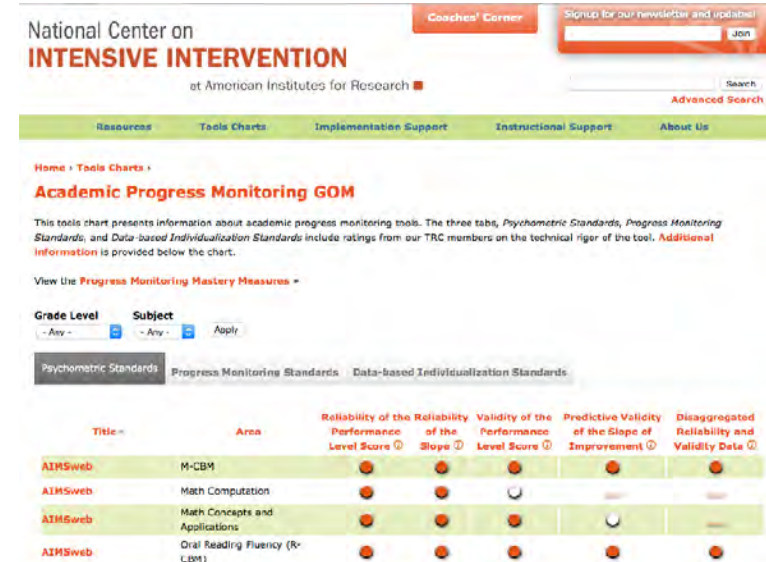 National Center on
INTENSIVE INTERVENTION
at American Institutes for Research
Coaches' Corner
Signup for our newsletter and updates!
Join
Search
Advanced Search
Resources Tools Charts Implementation Support Instructional Support About Us
Home › Tools Charts ›
Academic Progress Monitoring GOM
This tools chart presents information about academic progress monitoring tools. The three tabs, Psychometric Standards, Progress Monitoring
Standards, and Data-based Individualization Standards include ratings from our TRC members on the technical rigor of the tool. Additional
Information is provided below the chart.
View the Progress Monitoring Mastery Measures »
Grade Level Subject
- Any - - Any - Apply
Psychometric Standards Progress Monitoring Standards Data-based Individualization Standards
Title Area Reliability of the Performance Level Score Reliability of the Slope Validity of the Performance Level Score Predictive Validity of the Slope of Improvement Disaggregated Reliability and Validity Data
AIMSweb M-CBM
AIMSweb Math Computation
AIMSweb Math Concepts and
Applications
AIMSweb Oral Reading Fluency (R-
CBM)